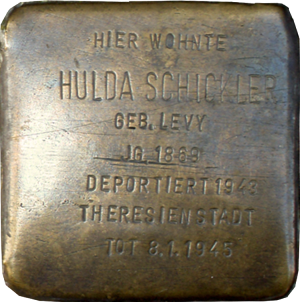 HIER WOHNTE
HULDA SCHICKLER
GEB. LEVY
JG. 1869
DEPORTIERT 1943
THERESIENSTADT
TOT 8.1.1945